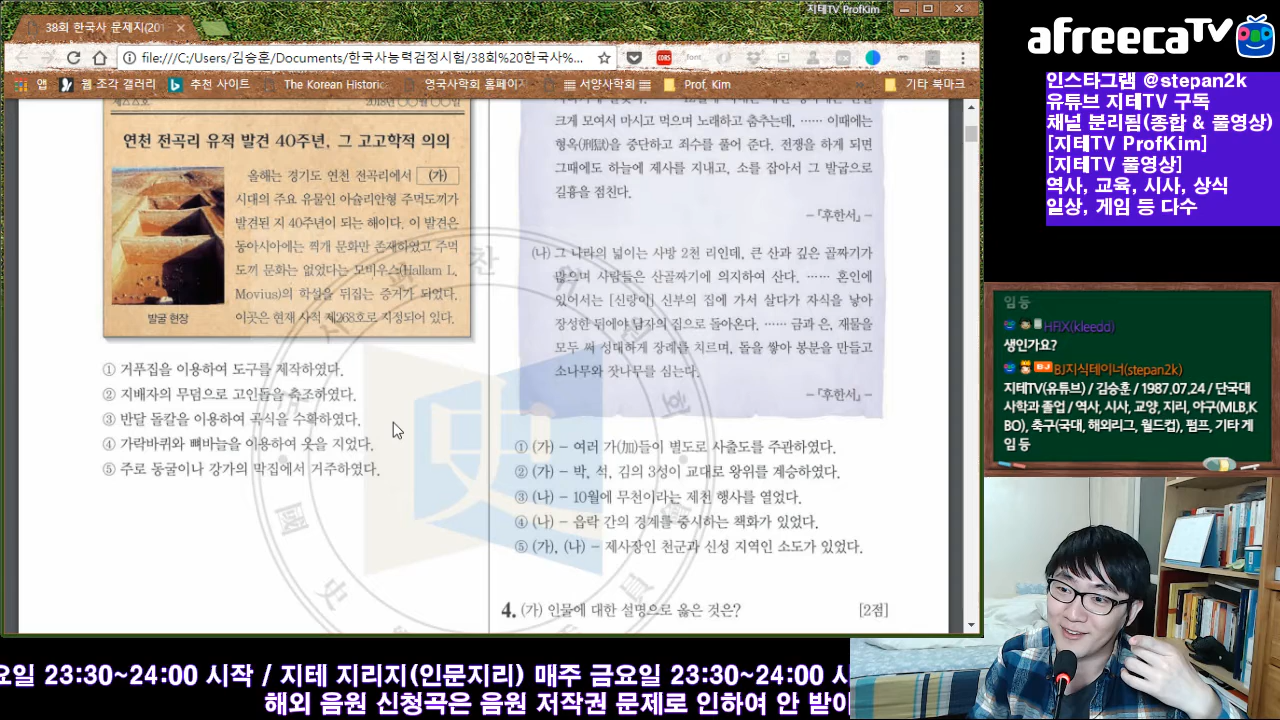 지테TV ProfKim
38회 한국사 문제지(201
file:///C:/Users/김승훈/Documents/한국사능력검정시험/38회%20한국사%...
앱 웹 조각 갤러리 추천 사이트 The Korean Historic 영국사학회 홈페이지 서양사학회 Prof. Kim 기타 북마크
연천 전곡리 유적 발견 40주년, 그 고고학적 의의
올해는 경기도 연천 전곡리에서 (가)
시대의 주요 유물인 아슐리안형 주먹도끼가
발견된 지 40주년이 되는 해이다. 이 발견은
동아시아에는 찍개 문화만 존재하였고 주먹
도끼 문화는 없었다는 모비우스(Hallam L.
Movius)의 학설을 뒤집는 증거가 되었다.
이곳은 현재 사적 제268호로 지정되어 있다.
발굴 현장
① 거푸집을 이용하여 도구를 제작하였다.
② 지배자의 무덤으로 고인돌을 축조하였다.
③ 반달 돌칼을 이용하여 곡식을 수확하였다.
④ 가락바퀴와 뼈바늘을 이용하여 옷을 지었다.
⑤ 주로 동굴이나 강가의 막집에서 거주하였다.
크게 모여서 마시고 먹으며 노래하고 춤추는데, …… 이때에는
형옥(刑獄)을 중단하고 죄수를 풀어 준다. 전쟁을 하게 되면
그때에도 하늘에 제사를 지내고, 소를 잡아서 그 발굽으로
길흉을 점친다.
-『후한서』-
(나) 그 나라의 넓이는 사방 2천 리인데, 큰 산과 깊은 골짜기가
많으며 사람들은 산골짜기에 의지하여 산다. …… 혼인에
있어서는 [신랑이] 신부의 집에 가서 살다가 자식을 낳아
장성한 뒤에야 남자의 집으로 돌아온다. …… 금과 은, 재물을
모두 써 성대하게 장례를 치르며, 돌을 쌓아 봉분을 만들고
소나무와 잣나무를 심는다.
-『후한서』-
① (가) - 여러 가(加)들이 별도로 사출도를 주관하였다.
② (가) - 박, 석, 김의 3성이 교대로 왕위를 계승하였다.
③ (나) - 10월에 무천이라는 제천 행사를 열었다.
④ (나) - 읍락 간의 경계를 중시하는 책화가 있었다.
⑤ (가), (나) - 제사장인 천군과 신성 지역인 소도가 있었다.
4. (가) 인물에 대한 설명으로 옳은 것은? [2점]
afreecaTV
인스타그램 @stepan2k
유튜브 지테TV 구독
채널 분리됨(종합 & 풀영상)
[지테TV ProfKim]
[지테TV 풀영상]
역사, 교육, 시사, 상식
일상, 게임 등 다수
임 등
HFIX(kleedd)
생인가요?
BJ지식테이너(stepan2k)
지테TV(유튜브) / 김승훈 / 1987.07.24 / 단국대
사학과 졸업 / 역사, 시사, 교양, 지리, 야구(MLB,K
BO), 축구(국대, 해외리그, 월드컵), 펌프, 기타 게
임 등
요일 23:30~24:00 시작 / 지테 지리지(인문지리) 매주 금요일 23:30~24:00 시
해외 음원 신청곡은 음원 저작권 문제로 인하여 안 받아